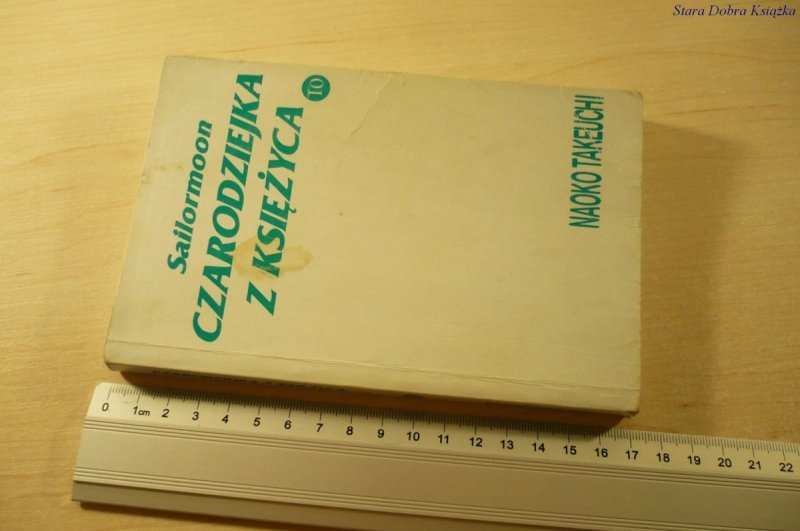 Stara Dobra Książka
Sailormoon
CZARODZIEJKA
Z KSIĘŻYCA 10
NAOKO TAKEUCHI
0 1cm 2 3 4 5 6 7 8 9 10 11 12 13 14 15 16 17 18 19 20 21 22